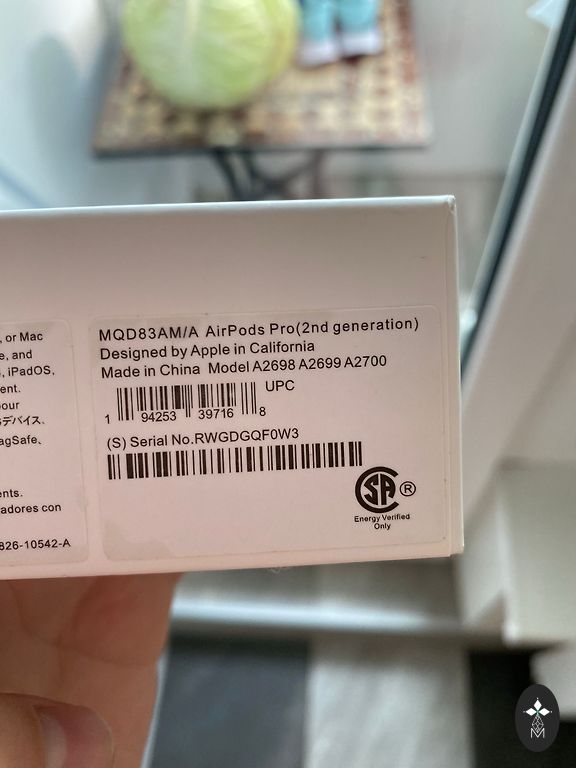 , or Mac
e, and
, iPadOS,
ent.
our
デバイス、
agSafe、
ents.
adores con
826-10542-A
MQD83AM/A AirPods Pro(2nd generation)
Designed by Apple in California
Made in China Model A2698 A2699 A2700
UPC
1 94253 39716 8
(S) Serial No.RWGDGQF0W3
SA ®
Energy Verified
Only
M